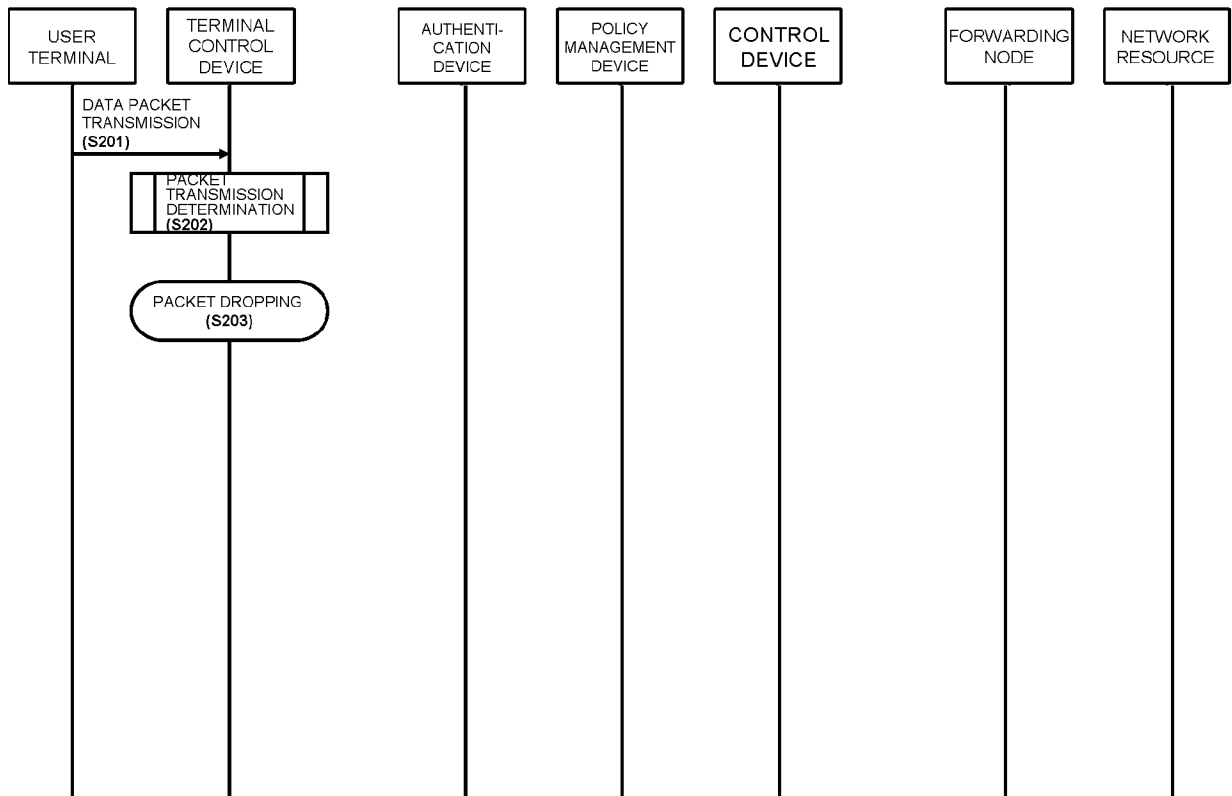 USER
TERMINAL
TERMINAL
CONTROL
DEVICE
AUTHENTI-
CATION
DEVICE
POLICY
MANAGEMENT
DEVICE
CONTROL
DEVICE
FORWARDING
NODE
NETWORK
RESOURCE
DATA PACKET
TRANSMISSION
(S201)
PACKET
TRANSMISSION
DETERMINATION
(S202)
PACKET DROPPING
(S203)